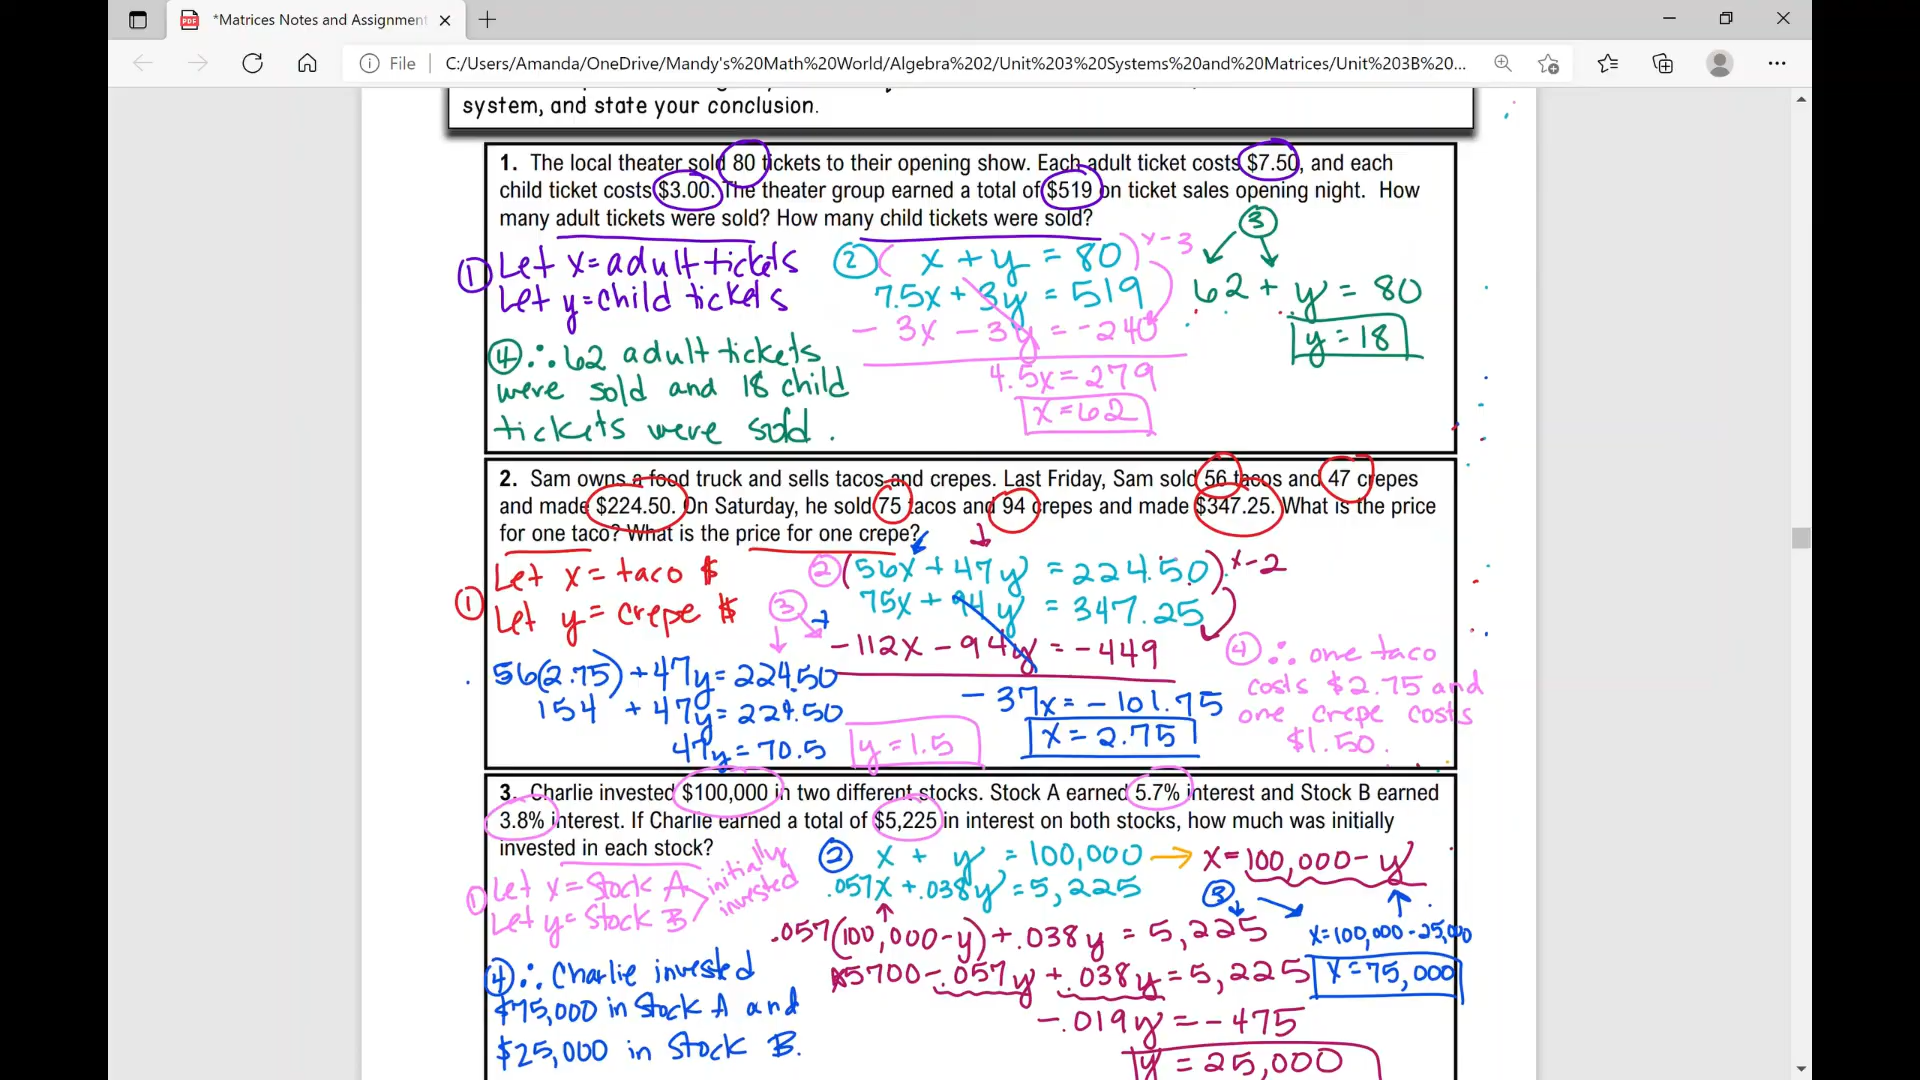 *Matrices Notes and Assignment
File
C:/Users/Amanda/OneDrive/Mandy's%20Math%20World/Algebra%202/Unit%203%20Systems%20and%20Matrices/Unit%203B%20...
system, and state your conclusion.
1. The local theater sold 80 tickets to their opening show. Each adult ticket costs $7.50, and each
child ticket costs $3.00. The theater group earned a total of $519 on ticket sales opening night. How
many adult tickets were sold? How many child tickets were sold?
① Let x = adult tickets
Let y = child tickets
② ( x + y = 80 ) x -3
7.5x + 3y = 519
- 3x - 3y = -240
4.5x = 279
x = 62
③
62 + y = 80
y = 18
④ ∴ 62 adult tickets
were sold and 18 child
tickets were sold.
2. Sam owns a food truck and sells tacos and crepes. Last Friday, Sam sold 56 tacos and 47 crepes
and made $224.50. On Saturday, he sold 75 tacos and 94 crepes and made $347.25. What is the price
for one taco? What is the price for one crepe?
① Let x = taco $
Let y = crepe $
② (56x + 47y = 224.50) x -2
75x + 94y = 347.25
+ -112x - 94y = -449
- 37x = -101.75
x = 2.75
③
56(2.75) + 47y = 224.50
154 + 47y = 224.50
47y = 70.5
y = 1.5
④ ∴ one taco
costs $2.75 and
one crepe costs
$1.50.
3. Charlie invested $100,000 in two different stocks. Stock A earned 5.7% interest and Stock B earned
3.8% interest. If Charlie earned a total of $5,225 in interest on both stocks, how much was initially
invested in each stock?
① Let x = Stock A
Let y = Stock B
initially
invested
② x + y = 100,000 → x = 100,000 - y
.057x + .038y = 5,225
.057(100,000 - y) + .038y = 5,225
5700 - .057y + .038y = 5,225
-.019y = -475
y = 25,000
③
x = 100,000 - 25,000
x = 75,000
④ ∴ Charlie invested
$75,000 in Stock A and
$25,000 in Stock B.